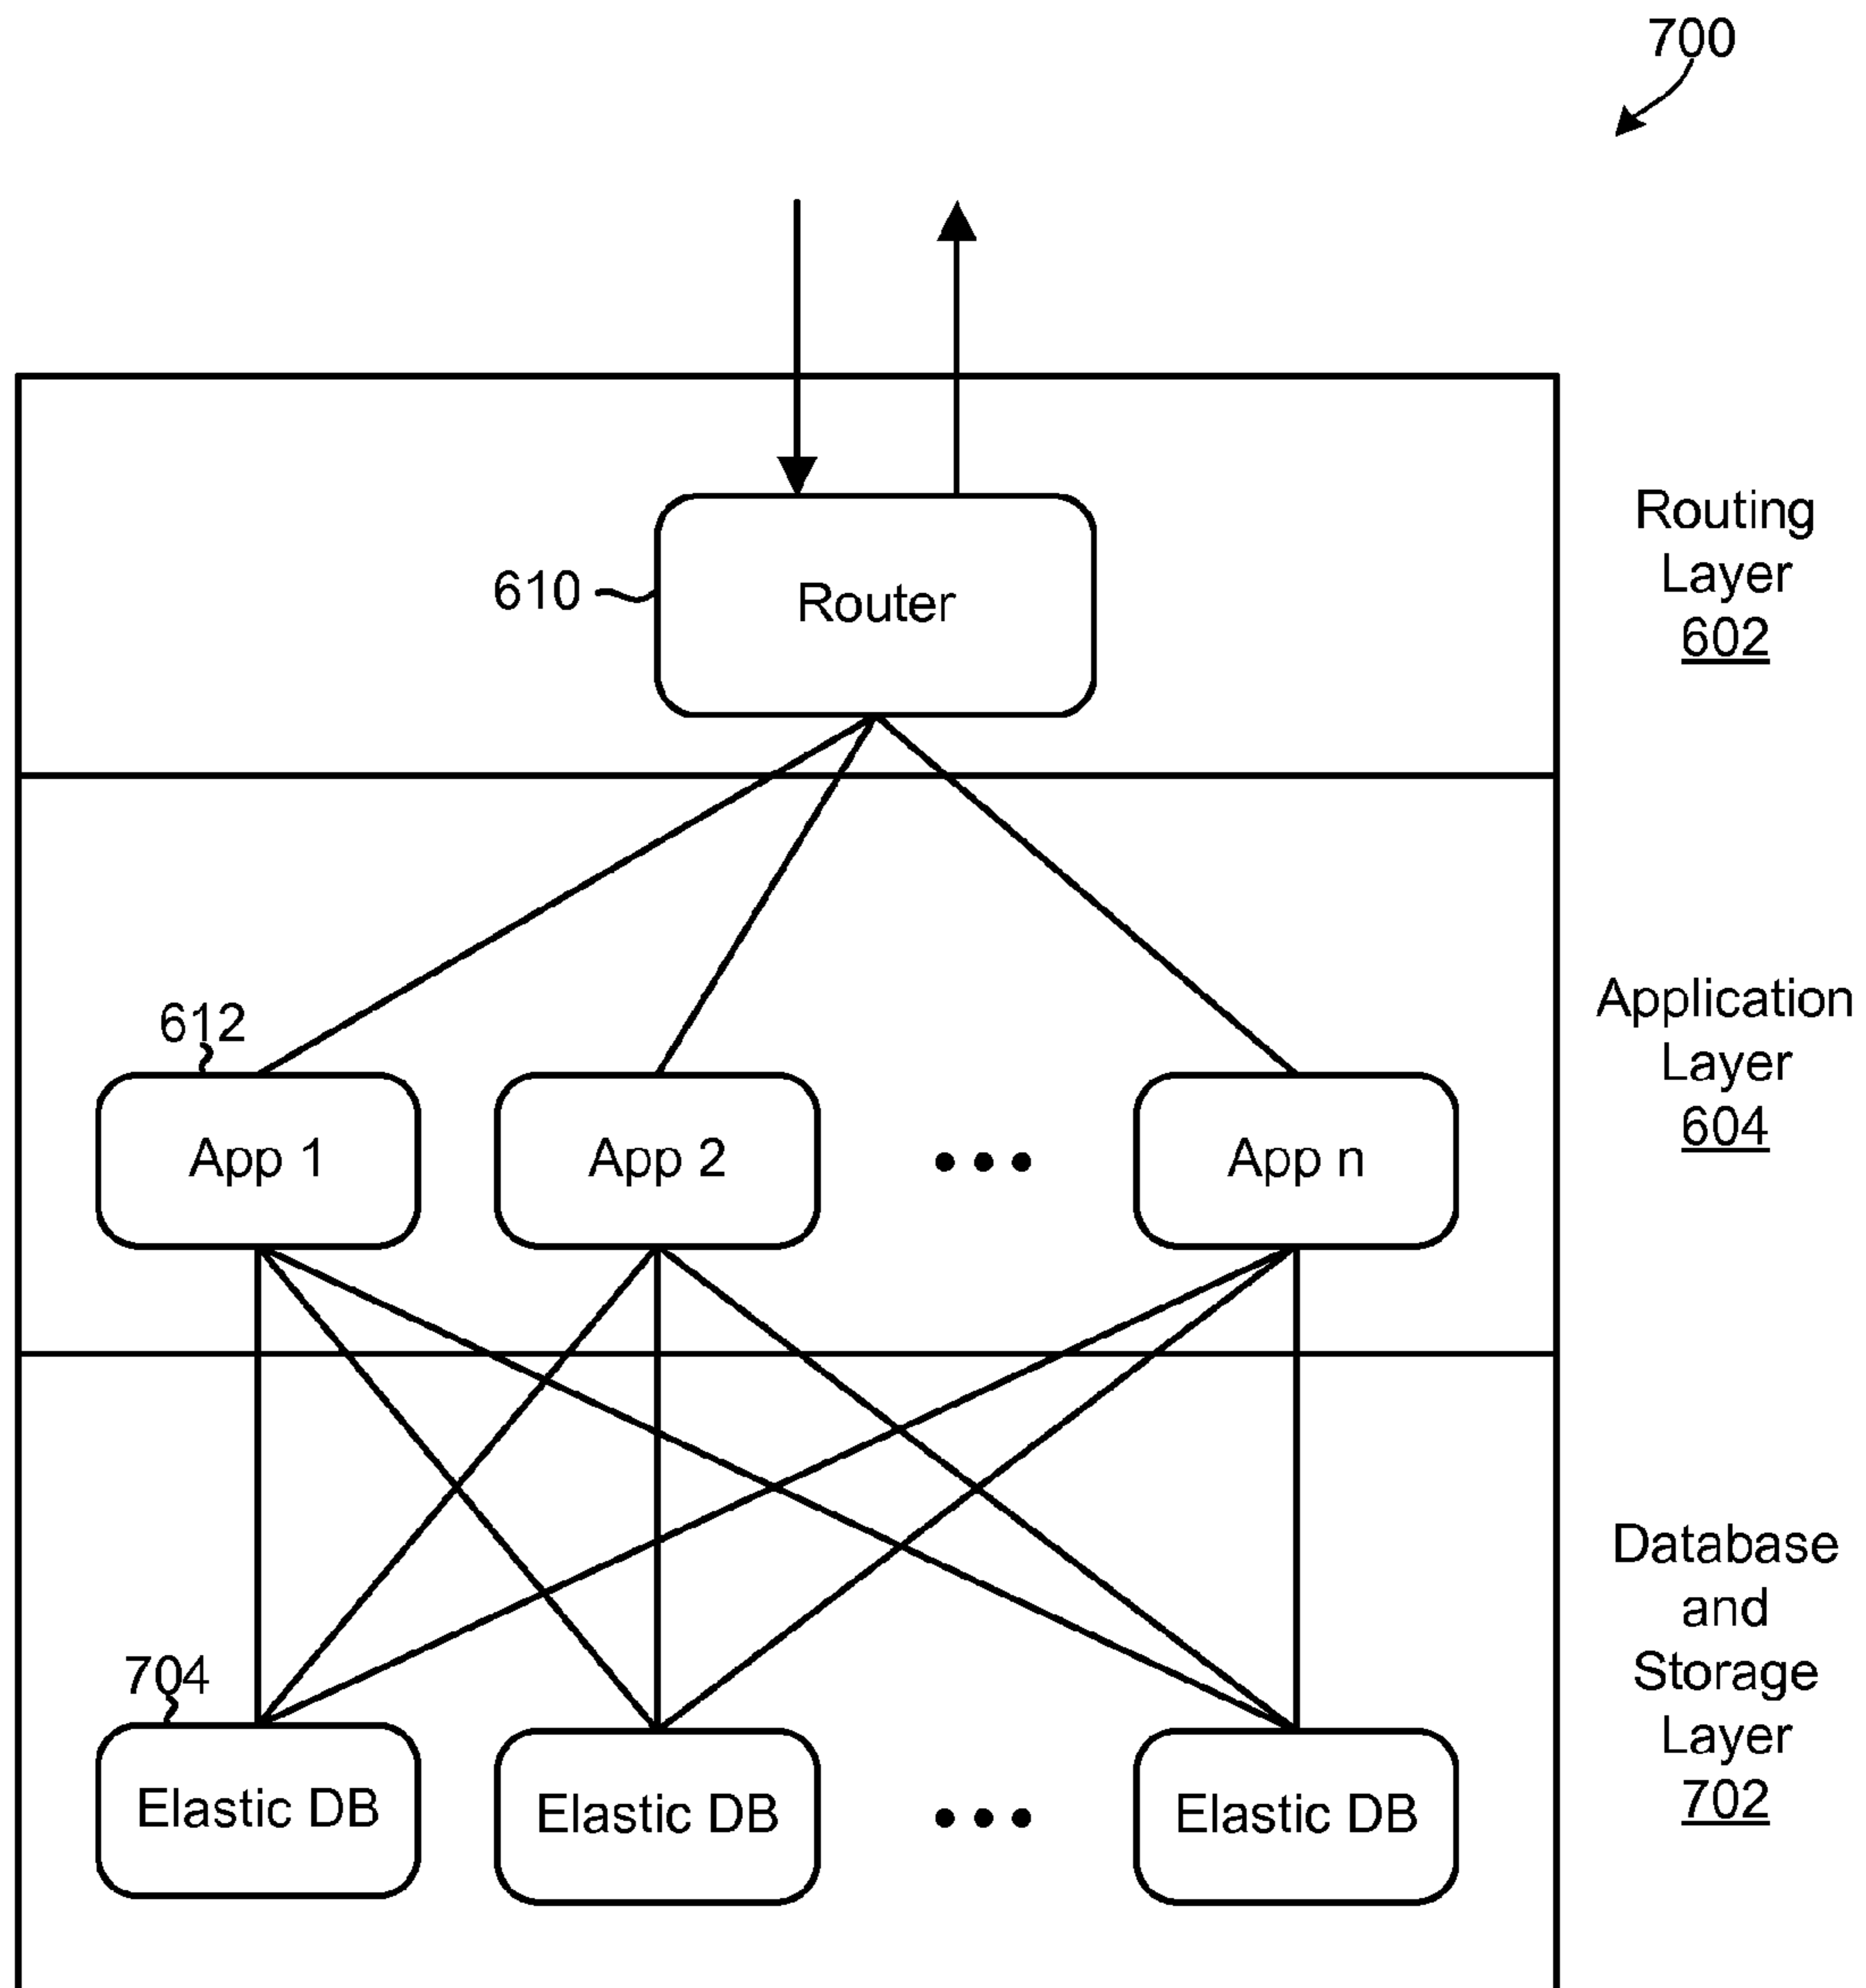 700
610
Router
Routing
Layer
602
612
App 1
App 2
• • •
App n
Application
Layer
604
704
Elastic DB
Elastic DB
• • •
Elastic DB
Database
and
Storage
Layer
702